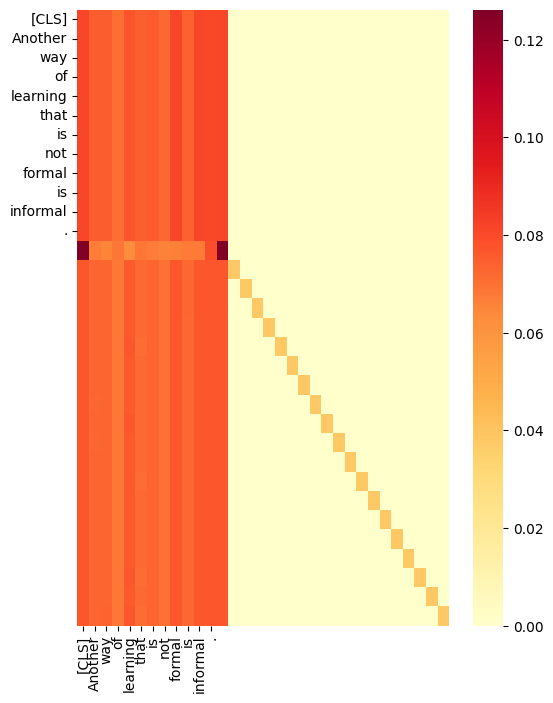 [CLS]
Another
way
of
learning
that
is
not
formal
is
informal
.
0.12
0.10
0.08
0.06
0.04
0.02
0.00
[CLS]
Another
way
of
learning
that
is
not
formal
is
informal
.